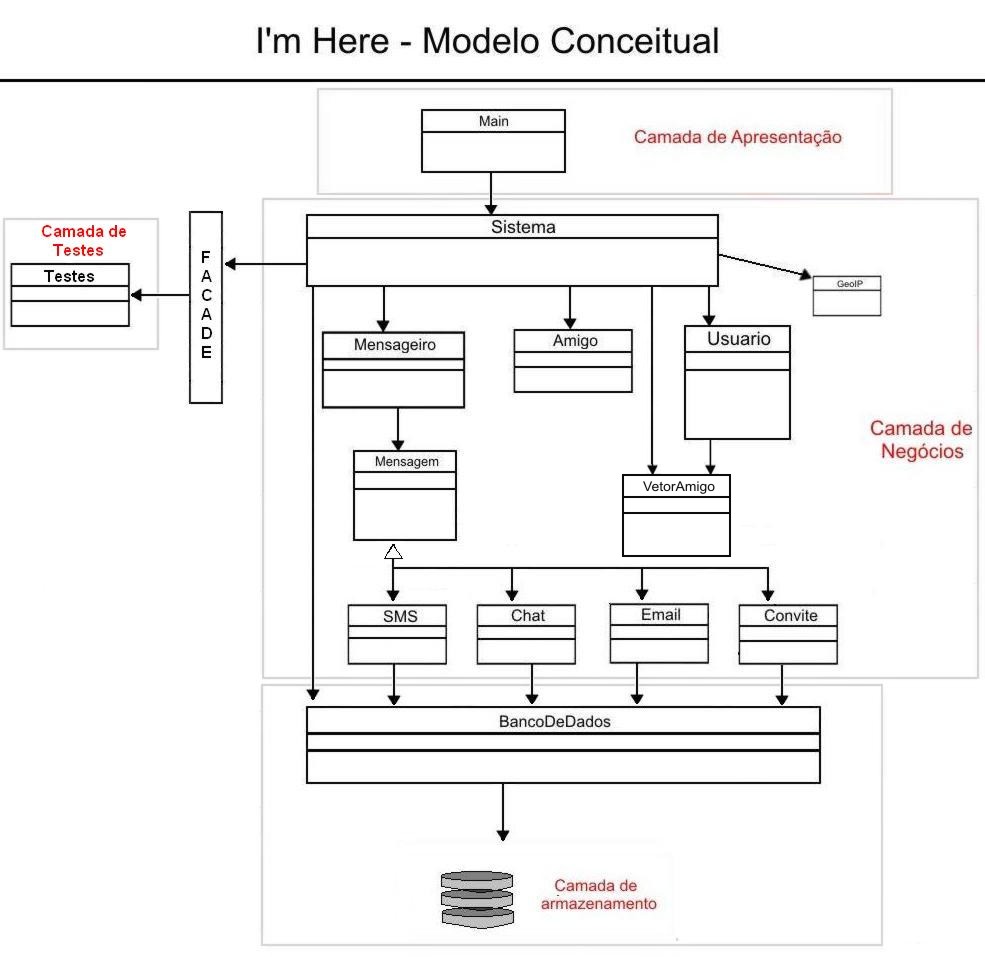 I'm Here - Modelo Conceitual
Main
Camada de Apresentação
Sistema
Camada de
Testes
Testes
F
A
C
A
D
E
GeoIP
Mensageiro
Amigo
Usuario
Camada de
Negócios
Mensagem
VetorAmigo
SMS
Chat
Email
Convite
BancoDeDados
Camada de
armazenamento